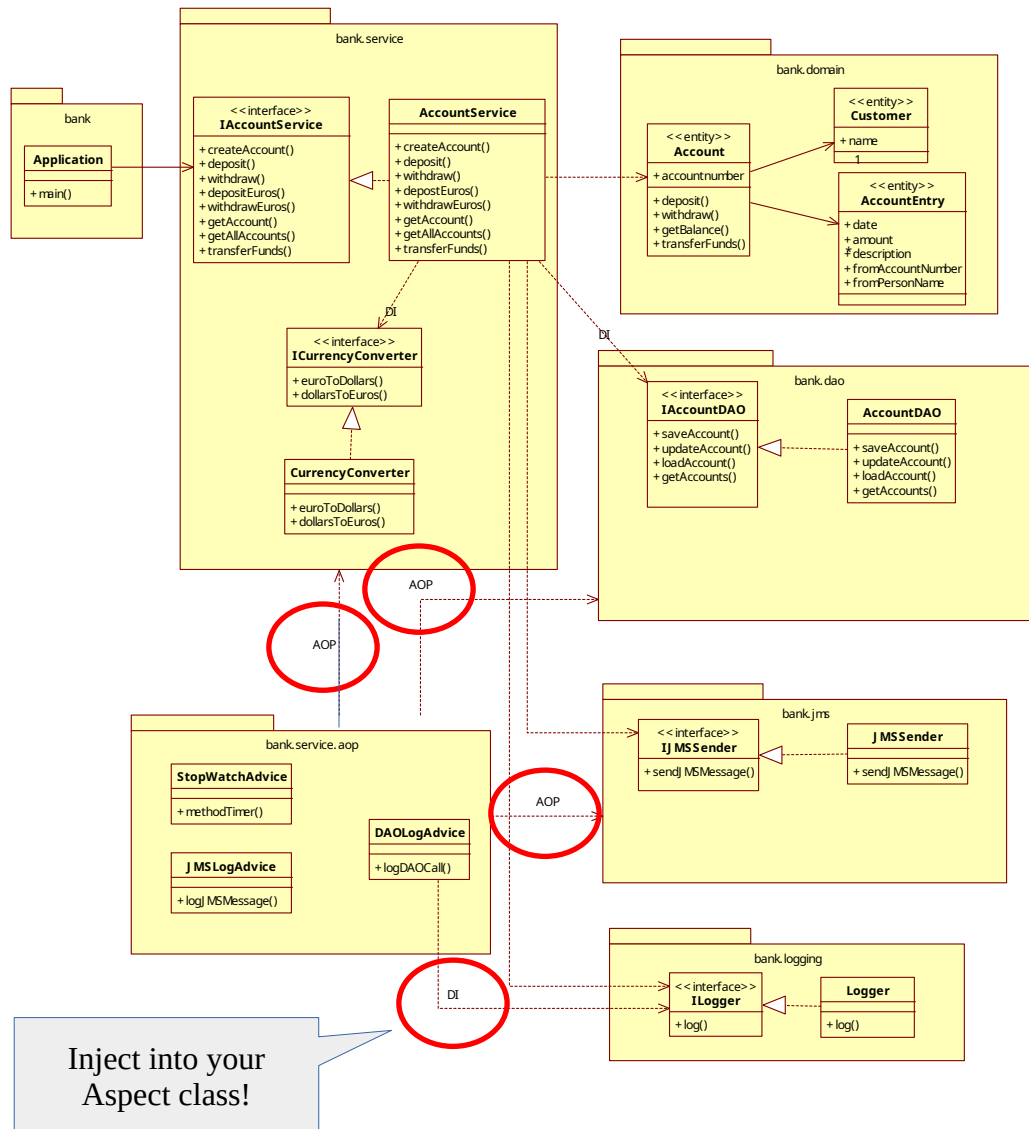 bank
Application
+ main()
bank.service
<<interface>>
IAccountService
+ createAccount()
+ deposit()
+ withdraw()
+ depositEuros()
+ withdrawEuros()
+ getAccount()
+ getAllAccounts()
+ transferFunds()
AccountService
+ createAccount()
+ deposit()
+ withdraw()
+ depostEuros()
+ withdrawEuros()
+ getAccount()
+ getAllAccounts()
+ transferFunds()
DI
<<interface>>
ICurrencyConverter
+ euroToDollars()
+ dollarsToEuros()
CurrencyConverter
+ euroToDollars()
+ dollarsToEuros()
bank.domain
<<entity>>
Account
+ accountnumber
+ deposit()
+ withdraw()
+ getBalance()
+ transferFunds()
<<entity>>
Customer
+ name
1
<<entity>>
AccountEntry
+ date
+ amount
*
+ description
+ fromAccountNumber
+ fromPersonName
DI
bank.dao
<<interface>>
IAccountDAO
+ saveAccount()
+ updateAccount()
+ loadAccount()
+ getAccounts()
AccountDAO
+ saveAccount()
+ updateAccount()
+ loadAccount()
+ getAccounts()
AOP
AOP
bank.service.aop
StopWatchAdvice
+ methodTimer()
DAOLogAdvice
+ logDAOCall()
JMSLogAdvice
+ logJMSMessage()
AOP
bank.jms
<<interface>>
IJMSSender
+ sendJMSMessage()
JMSSender
+ sendJMSMessage()
DI
bank.logging
<<interface>>
ILogger
+ log()
Logger
+ log()
Inject into your
Aspect class!